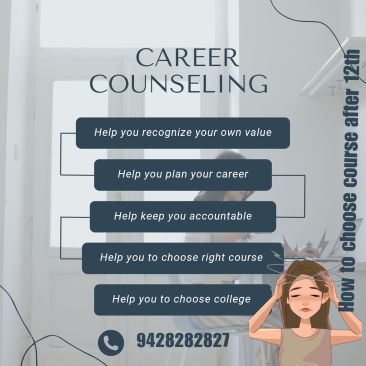 CAREER
COUNSELING
Help you recognize your own value
Help you plan your career
Help keep you accountable
Help you to choose right course
Help you to choose college
9428282827
How to choose course after 12th